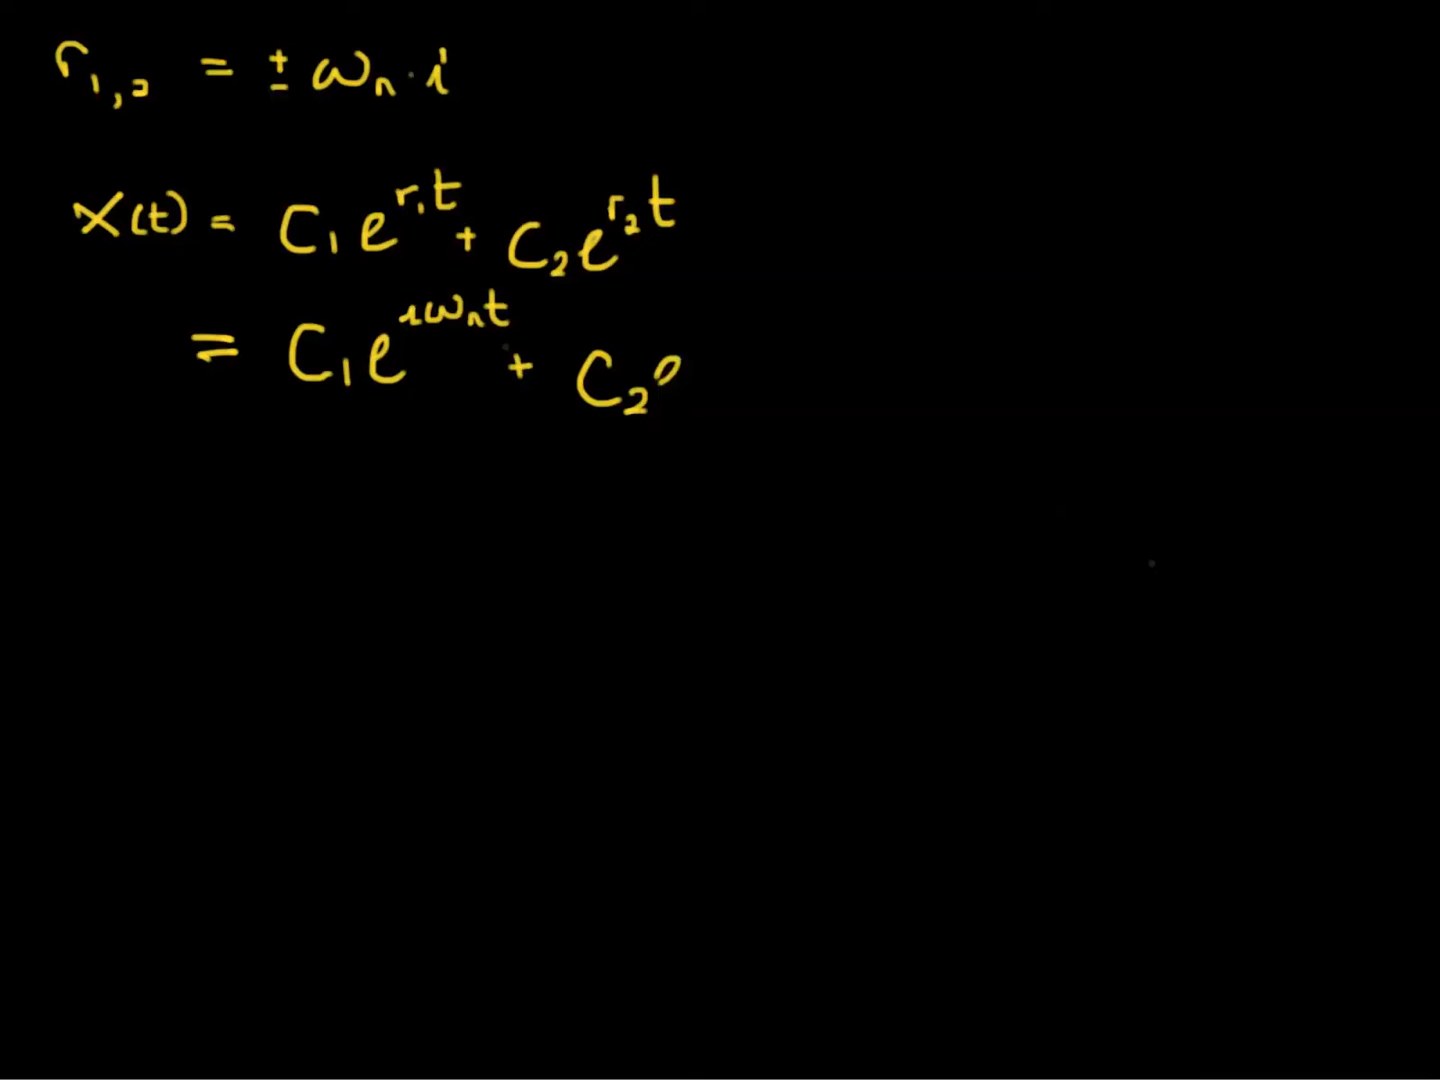 r₁,₂ = ± ωₙ · i
x(t) = C₁e^{r₁t} + C₂e^{r₂t}
= C₁e^{iωₙt} + C₂